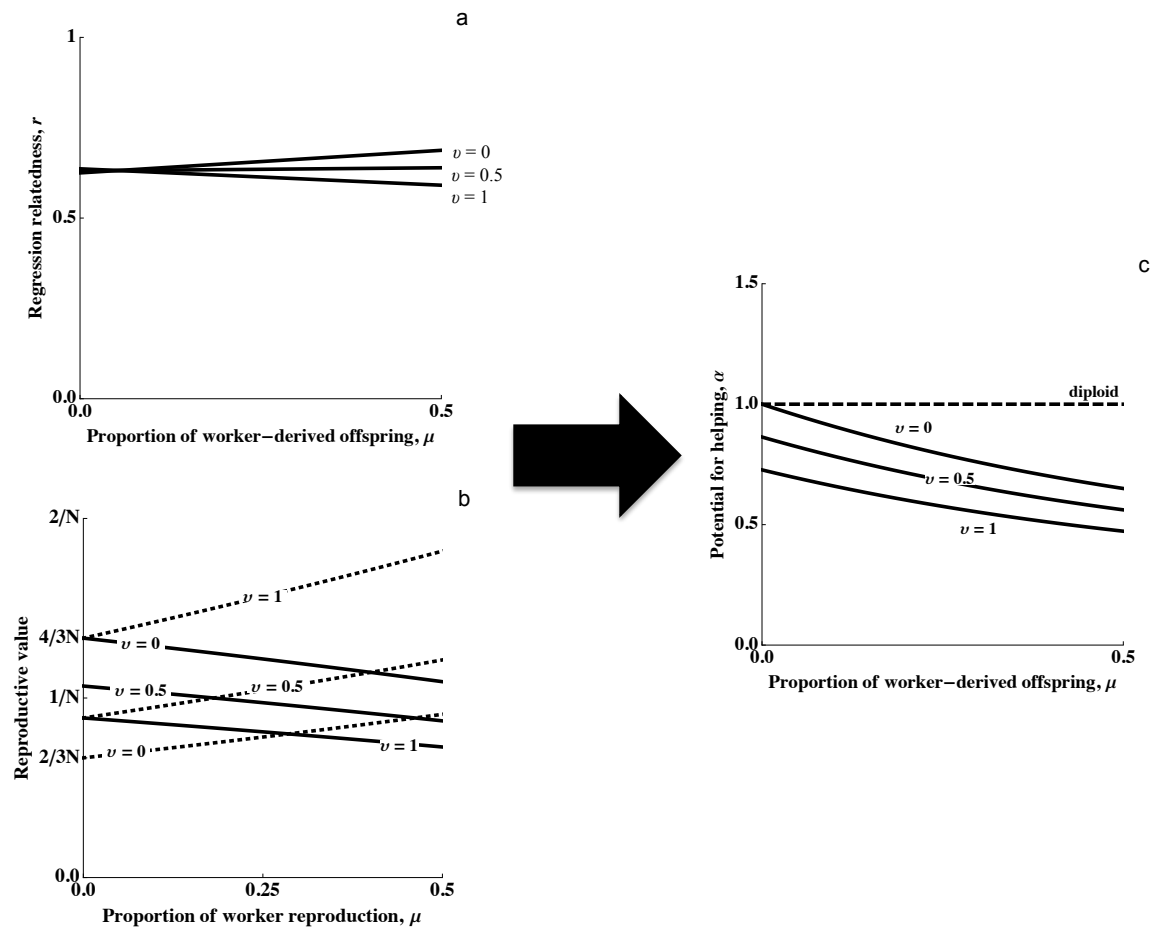 a
1
0.5
0.0
0.0
0.5
Regression relatedness, r
υ = 0
υ = 0.5
υ = 1
Proportion of worker−derived offspring, μ
b
2/N
4/3N
1/N
2/3N
0.0
0.0
0.25
0.5
Reproductive value
υ = 1
υ = 0
υ = 0.5
υ = 0.5
υ = 0
υ = 1
Proportion of worker reproduction, μ
c
1.5
1.0
0.5
0.0
0.0
0.5
Potential for helping, α
diploid
υ = 0
υ = 0.5
υ = 1
Proportion of worker−derived offspring, μ